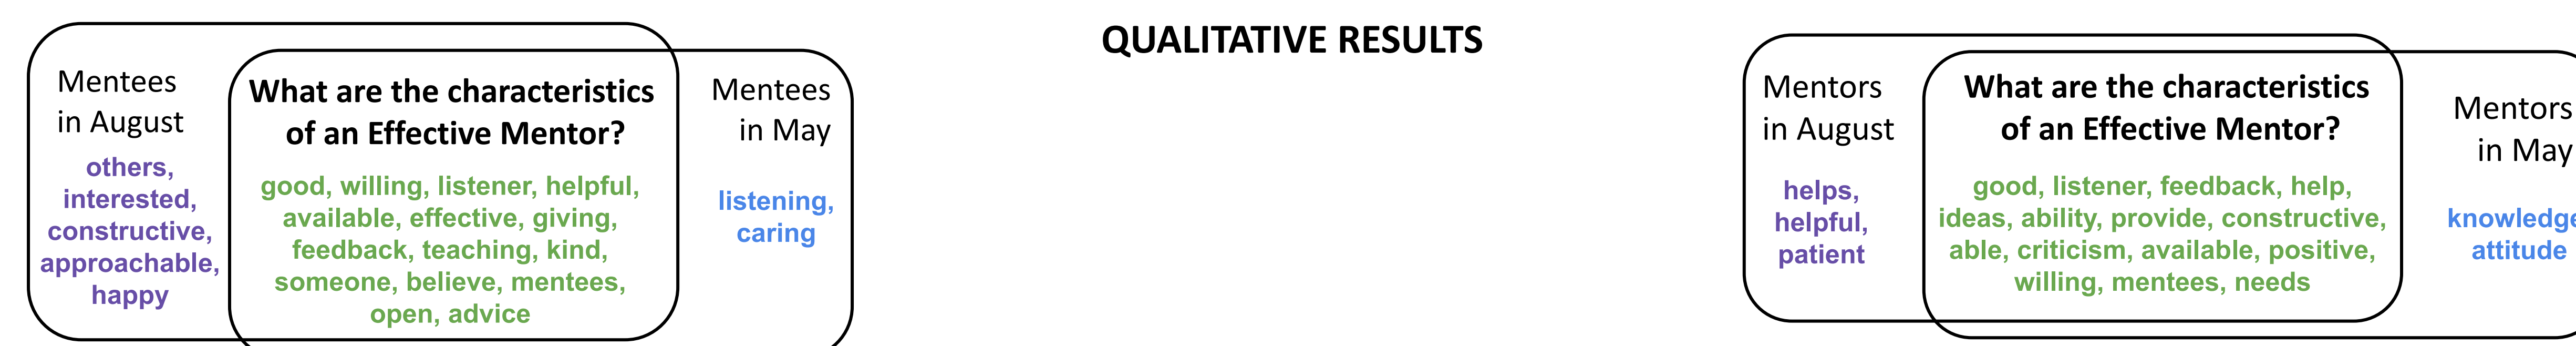 QUALITATIVE RESULTS
Mentees
in August
others,
interested,
constructive,
approachable,
happy
What are the characteristics
of an Effective Mentor?
good, willing, listener, helpful,
available, effective, giving,
feedback, teaching, kind,
someone, believe, mentees,
open, advice
Mentees
in May
listening,
caring
Mentors
in August
helps,
helpful,
patient
What are the characteristics
of an Effective Mentor?
good, listener, feedback, help,
ideas, ability, provide, constructive,
able, criticism, available, positive,
willing, mentees, needs
Mentors
in May
knowledge
attitude